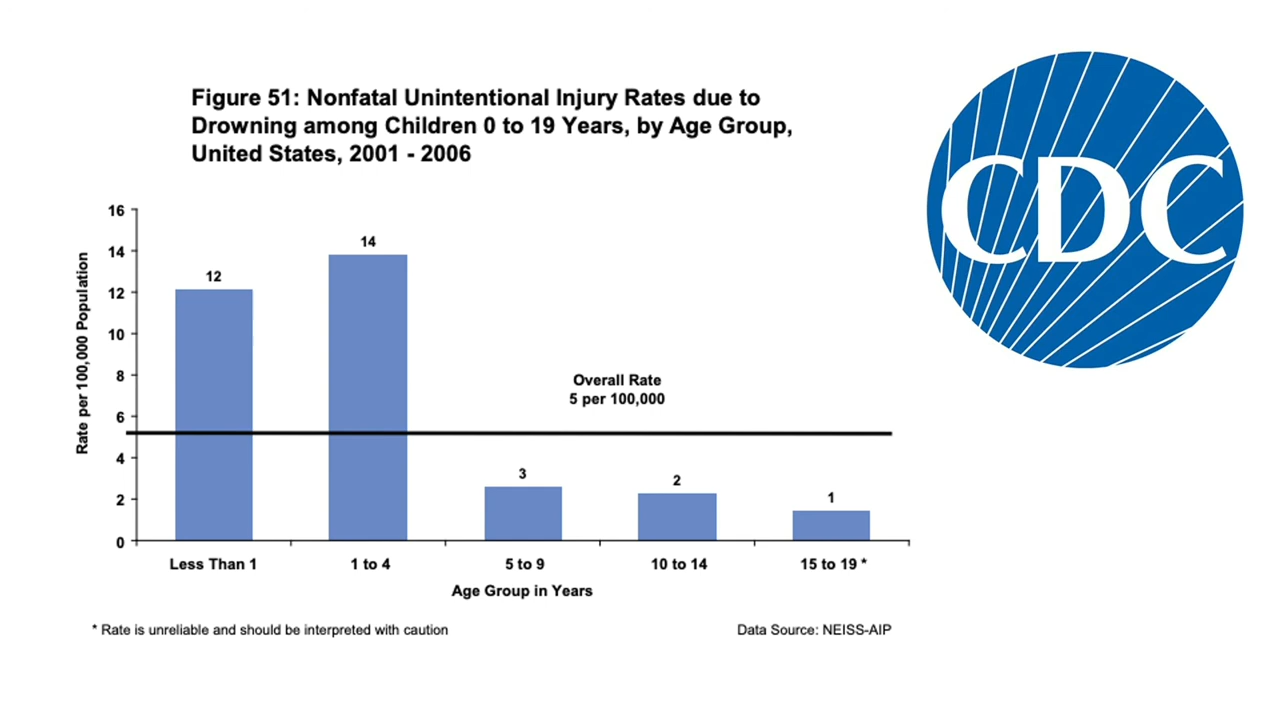 Figure 51: Nonfatal Unintentional Injury Rates due to
Drowning among Children 0 to 19 Years, by Age Group,
United States, 2001 - 2006
CDC
Rate per 100,000 Population
16
14
12
10
8
6
4
2
0
12
14
3
2
1
Overall Rate
5 per 100,000
Less Than 1
1 to 4
5 to 9
10 to 14
15 to 19 *
Age Group in Years
* Rate is unreliable and should be interpreted with caution
Data Source: NEISS-AIP